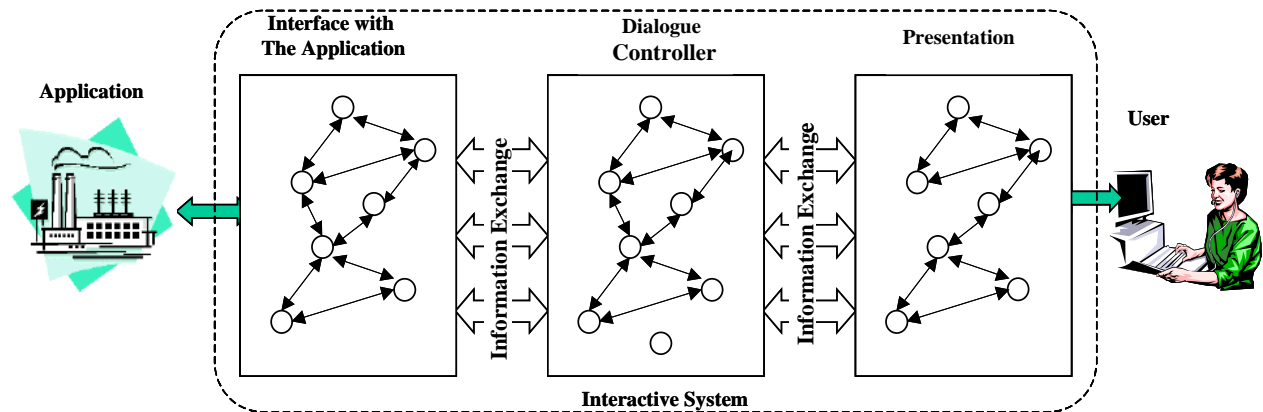 Interface with
The Application
Dialogue
Controller
Presentation
Application
User
Information Exchange
Information Exchange
Interactive System